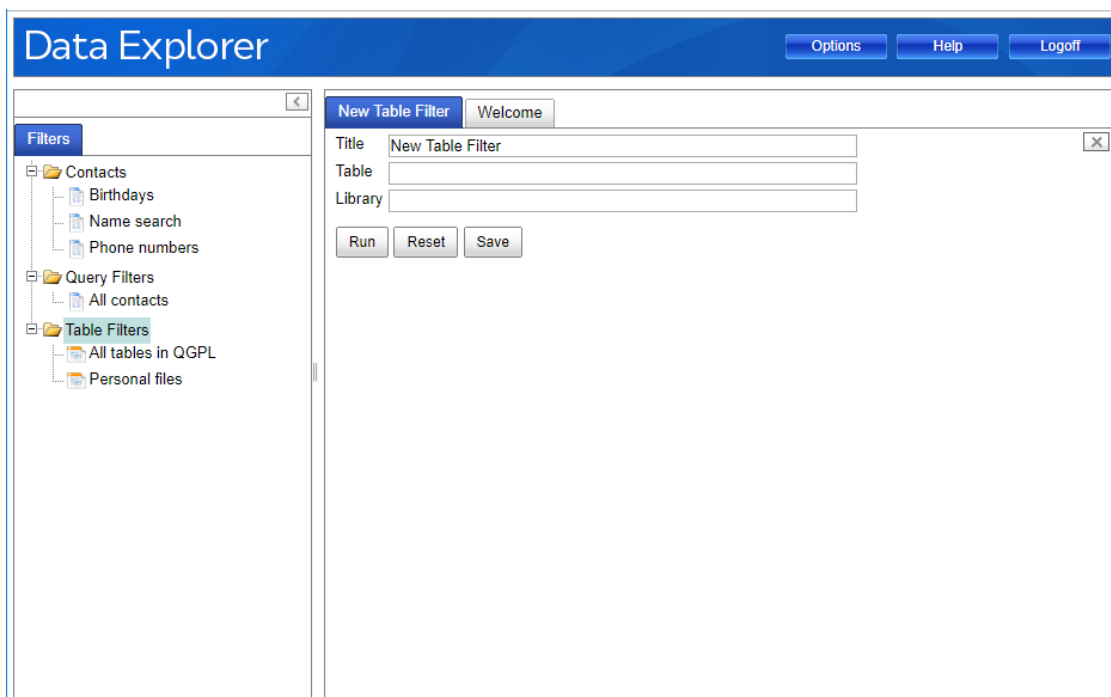 Data Explorer
Options Help Logoff
Filters
Contacts
Birthdays
Name search
Phone numbers
Query Filters
All contacts
Table Filters
All tables in QGPL
Personal files
New Table Filter Welcome
Title New Table Filter
Table
Library
Run Reset Save